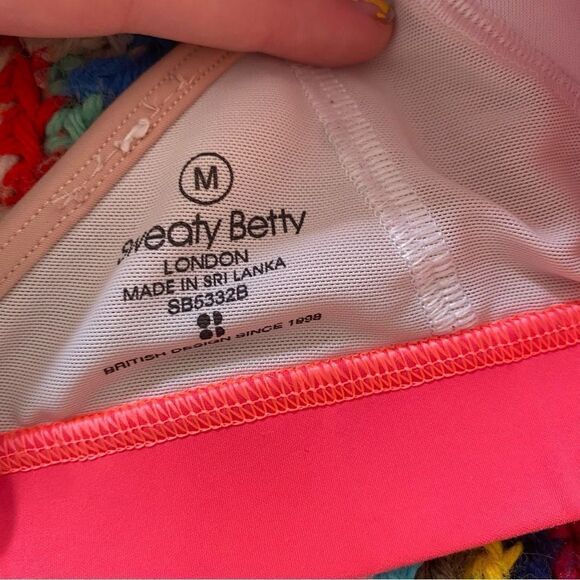 M
Sweaty Betty
LONDON
MADE IN SRI LANKA
SB5332B
BRITISH DESIGN SINCE 1998